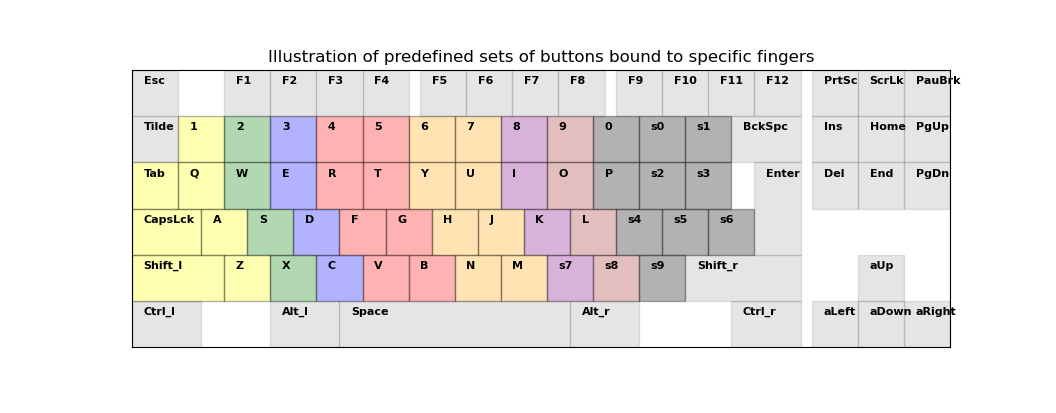 Illustration of predefined sets of buttons bound to specific fingers
Esc F1 F2 F3 F4 F5 F6 F7 F8 F9 F10 F11 F12 PrtSc ScrLk PauBrk
Tilde 1 2 3 4 5 6 7 8 9 0 s0 s1 BckSpc Ins Home PgUp
Tab Q W E R T Y U I O P s2 s3 Enter Del End PgDn
CapsLck A S D F G H J K L s4 s5 s6
Shift_l Z X C V B N M s7 s8 s9 Shift_r aUp
Ctrl_l Alt_l Space Alt_r Ctrl_r aLeft aDown aRight